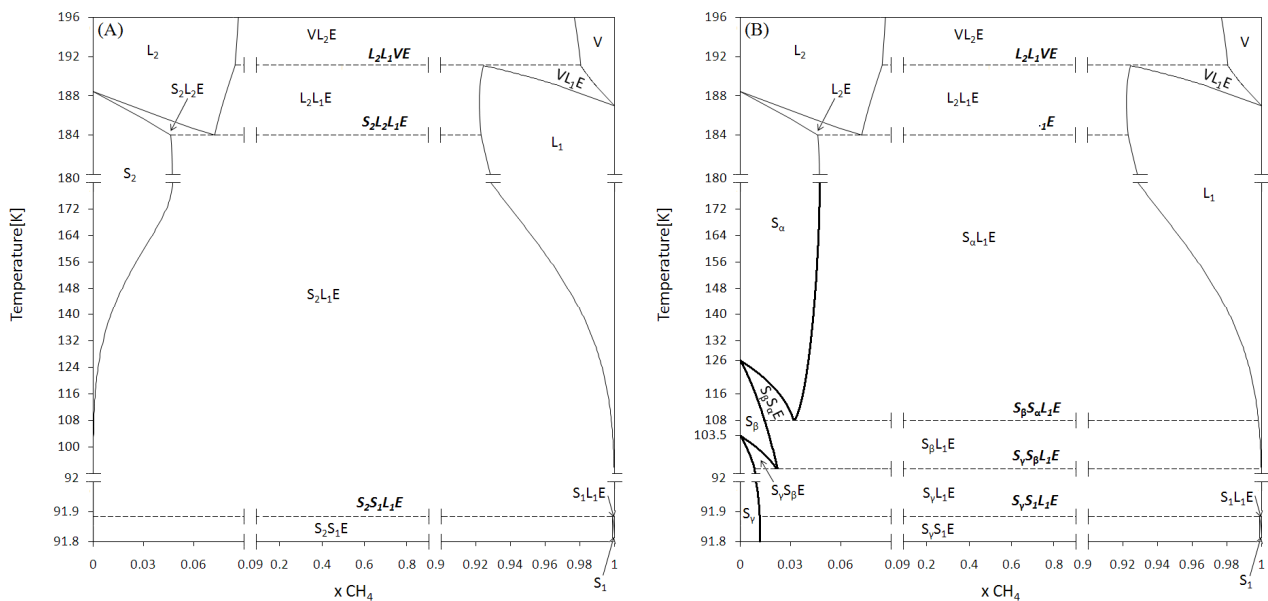 (A)
196
192
188
184
180
172
164
156
148
140
132
124
116
108
100
92
91.9
91.8
Temperature[K]
L₂
VL₂E
V
L₂L₁VE
VL₁E
S₂L₂E
L₂L₁E
S₂L₂L₁E
L₁
S₂
S₂L₁E
S₂S₁L₁E
S₁L₁E
S₂S₁E
S₁
0 0.03 0.06 0.09 0.2 0.4 0.6 0.8 0.9 0.92 0.94 0.96 0.98 1
x CH₄
(B)
196
192
188
184
180
172
164
156
148
140
132
126
116
108
103.5
92
91.9
91.8
Temperature[K]
L₂
VL₂E
V
L₂L₁VE
VL₁E
L₂E
L₂L₁E
₁E
L₁
Sα
SαL₁E
SβSαE
SβSαL₁E
Sβ
SβL₁E
SγSβL₁E
SγSβE
SγL₁E
SγS₁L₁E
S₁L₁E
Sγ
SγS₁E
S₁
0 0.03 0.06 0.09 0.2 0.4 0.6 0.8 0.9 0.92 0.94 0.96 0.98 1
x CH₄